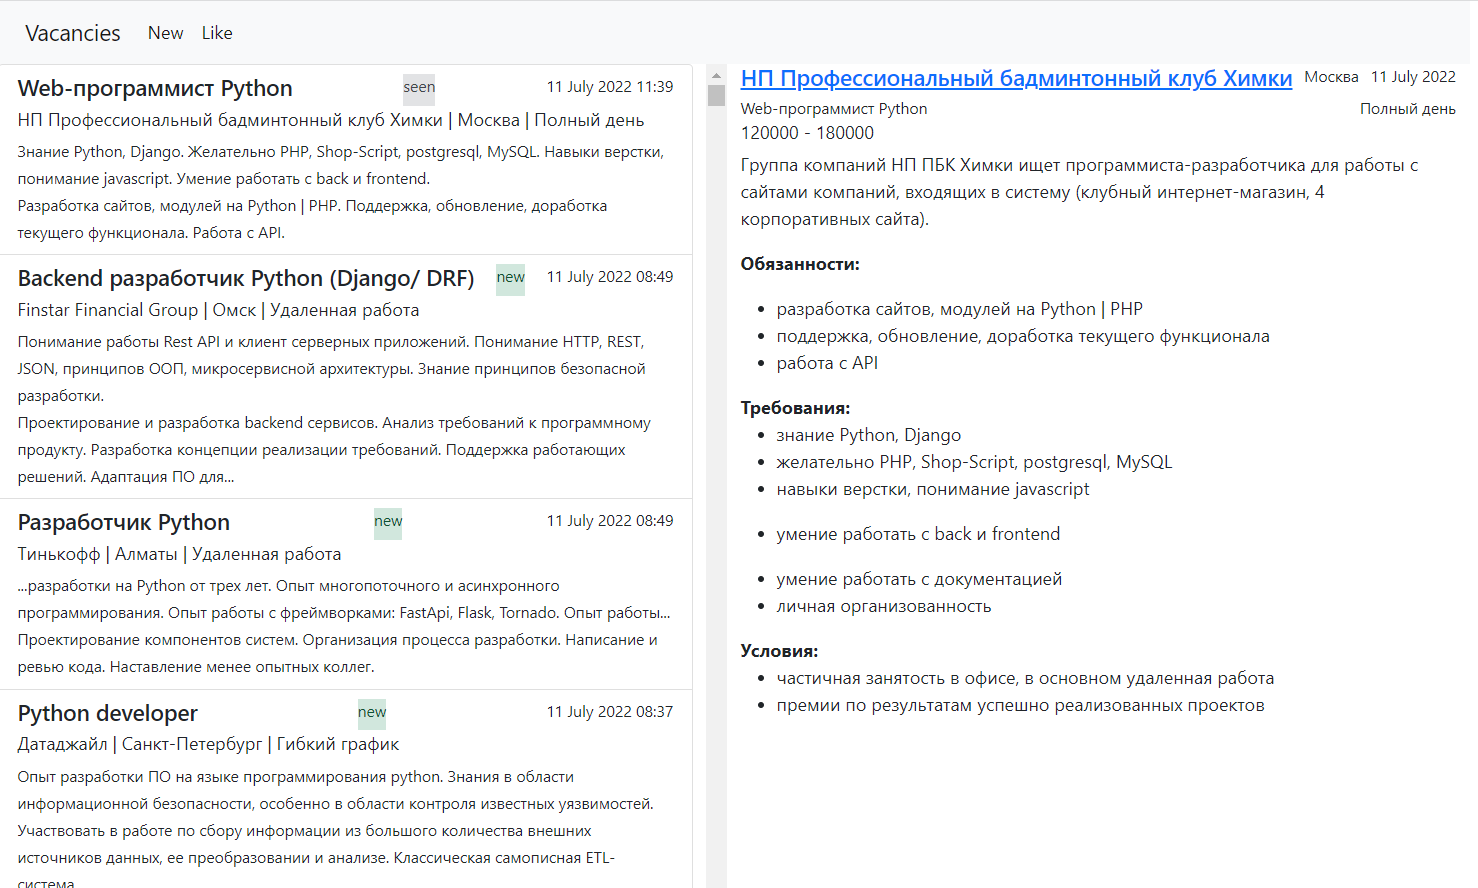 Vacancies New Like
Web-программист Python seen 11 July 2022 11:39
НП Профессиональный бадминтонный клуб Химки | Москва | Полный день
Знание Python, Django. Желательно PHP, Shop-Script, postgresql, MySQL. Навыки верстки,
понимание javascript. Умение работать с back и frontend.
Разработка сайтов, модулей на Python | PHP. Поддержка, обновление, доработка
текущего функционала. Работа с API.
Backend разработчик Python (Django/ DRF) new 11 July 2022 08:49
Finstar Financial Group | Омск | Удаленная работа
Понимание работы Rest API и клиент серверных приложений. Понимание HTTP, REST,
JSON, принципов ООП, микросервисной архитектуры. Знание принципов безопасной
разработки.
Проектирование и разработка backend сервисов. Анализ требований к программному
продукту. Разработка концепции реализации требований. Поддержка работающих
решений. Адаптация ПО для...
Разработчик Python new 11 July 2022 08:49
Тинькофф | Алматы | Удаленная работа
...разработки на Python от трех лет. Опыт многопоточного и асинхронного
программирования. Опыт работы с фреймворками: FastApi, Flask, Tornado. Опыт работы...
Проектирование компонентов систем. Организация процесса разработки. Написание и
ревью кода. Наставление менее опытных коллег.
Python developer new 11 July 2022 08:37
Датаджайл | Санкт-Петербург | Гибкий график
Опыт разработки ПО на языке программирования python. Знания в области
информационной безопасности, особенно в области контроля известных уязвимостей.
Участвовать в работе по сбору информации из большого количества внешних
источников данных, ее преобразовании и анализе. Классическая самописная ETL-
система
НП Профессиональный бадминтонный клуб Химки Москва 11 July 2022
Web-программист Python Полный день
120000 - 180000
Группа компаний НП ПБК Химки ищет программиста-разработчика для работы с
сайтами компаний, входящих в систему (клубный интернет-магазин, 4
корпоративных сайта).
Обязанности:
• разработка сайтов, модулей на Python | PHP
• поддержка, обновление, доработка текущего функционала
• работа с API
Требования:
• знание Python, Django
• желательно PHP, Shop-Script, postgresql, MySQL
• навыки верстки, понимание javascript
• умение работать с back и frontend
• умение работать с документацией
• личная организованность
Условия:
• частичная занятость в офисе, в основном удаленная работа
• премии по результатам успешно реализованных проектов